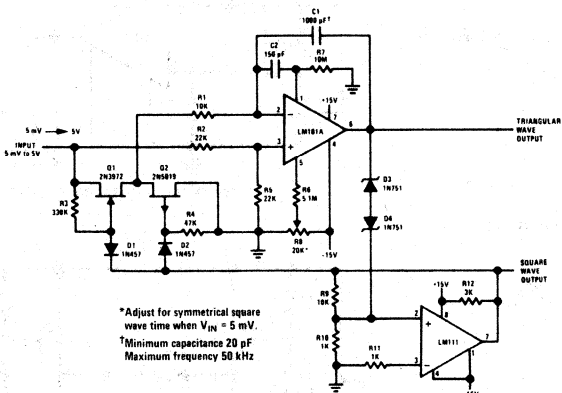 C1
1000 pF†
C2
150 pF
R7
10M
R1
10K
+15V
1
7
2
6
LM101A
5 mV → 5V
INPUT
5 mV to 5V
R2
22K
3
4
5
TRIANGULAR
WAVE
OUTPUT
Q1
2N3972
Q2
2N5019
R3
330K
R4
47K
R5
22K
R6
5.1M
R8
20K*
-15V
D3
1N751
D4
1N751
D1
1N457
D2
1N457
SQUARE
WAVE
OUTPUT
R9
10K
+15V
R12
3K
8
2
7
LM111
R10
1K
R11
1K
3
4
1
*Adjust for symmetrical square
wave time when VIN = 5 mV.
†Minimum capacitance 20 pF
Maximum frequency 50 kHz